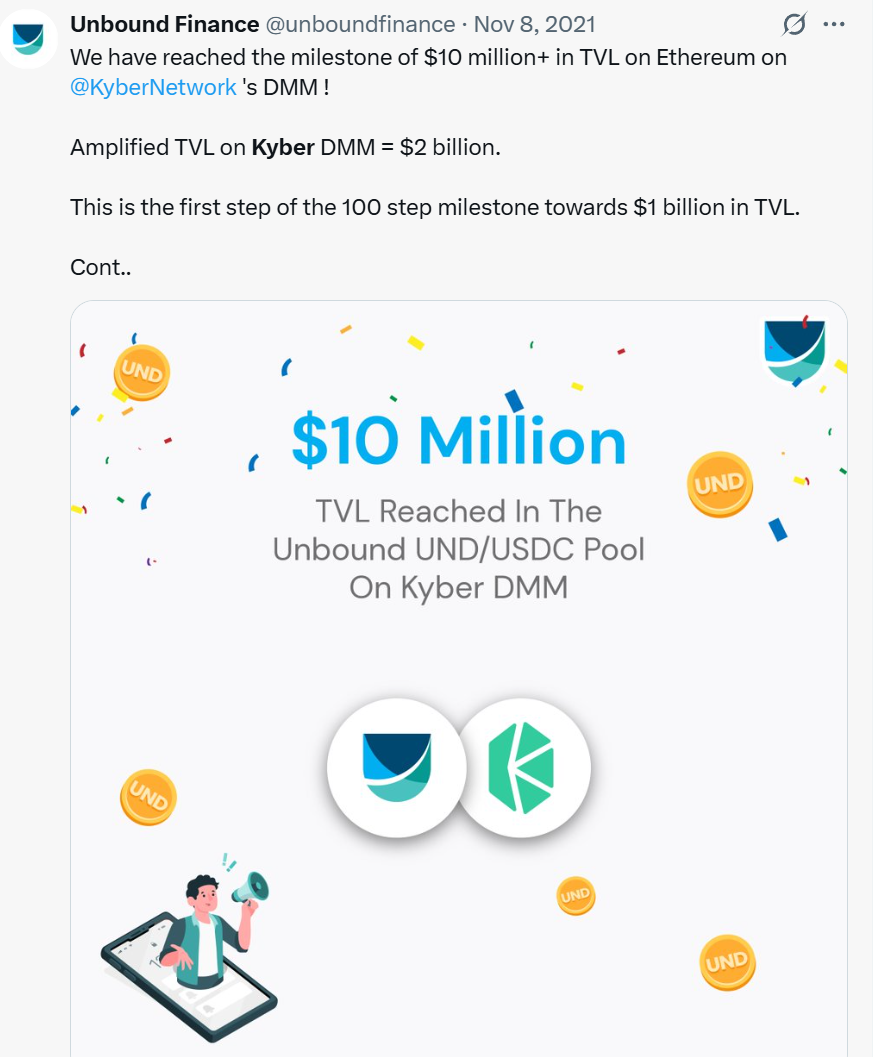 Unbound Finance @unboundfinance · Nov 8, 2021
We have reached the milestone of $10 million+ in TVL on Ethereum on
@KyberNetwork 's DMM !
Amplified TVL on Kyber DMM = $2 billion.
This is the first step of the 100 step milestone towards $1 billion in TVL.
Cont..
UND
$10 Million
UND
TVL Reached In The
Unbound UND/USDC Pool
On Kyber DMM
UND
UND
UND